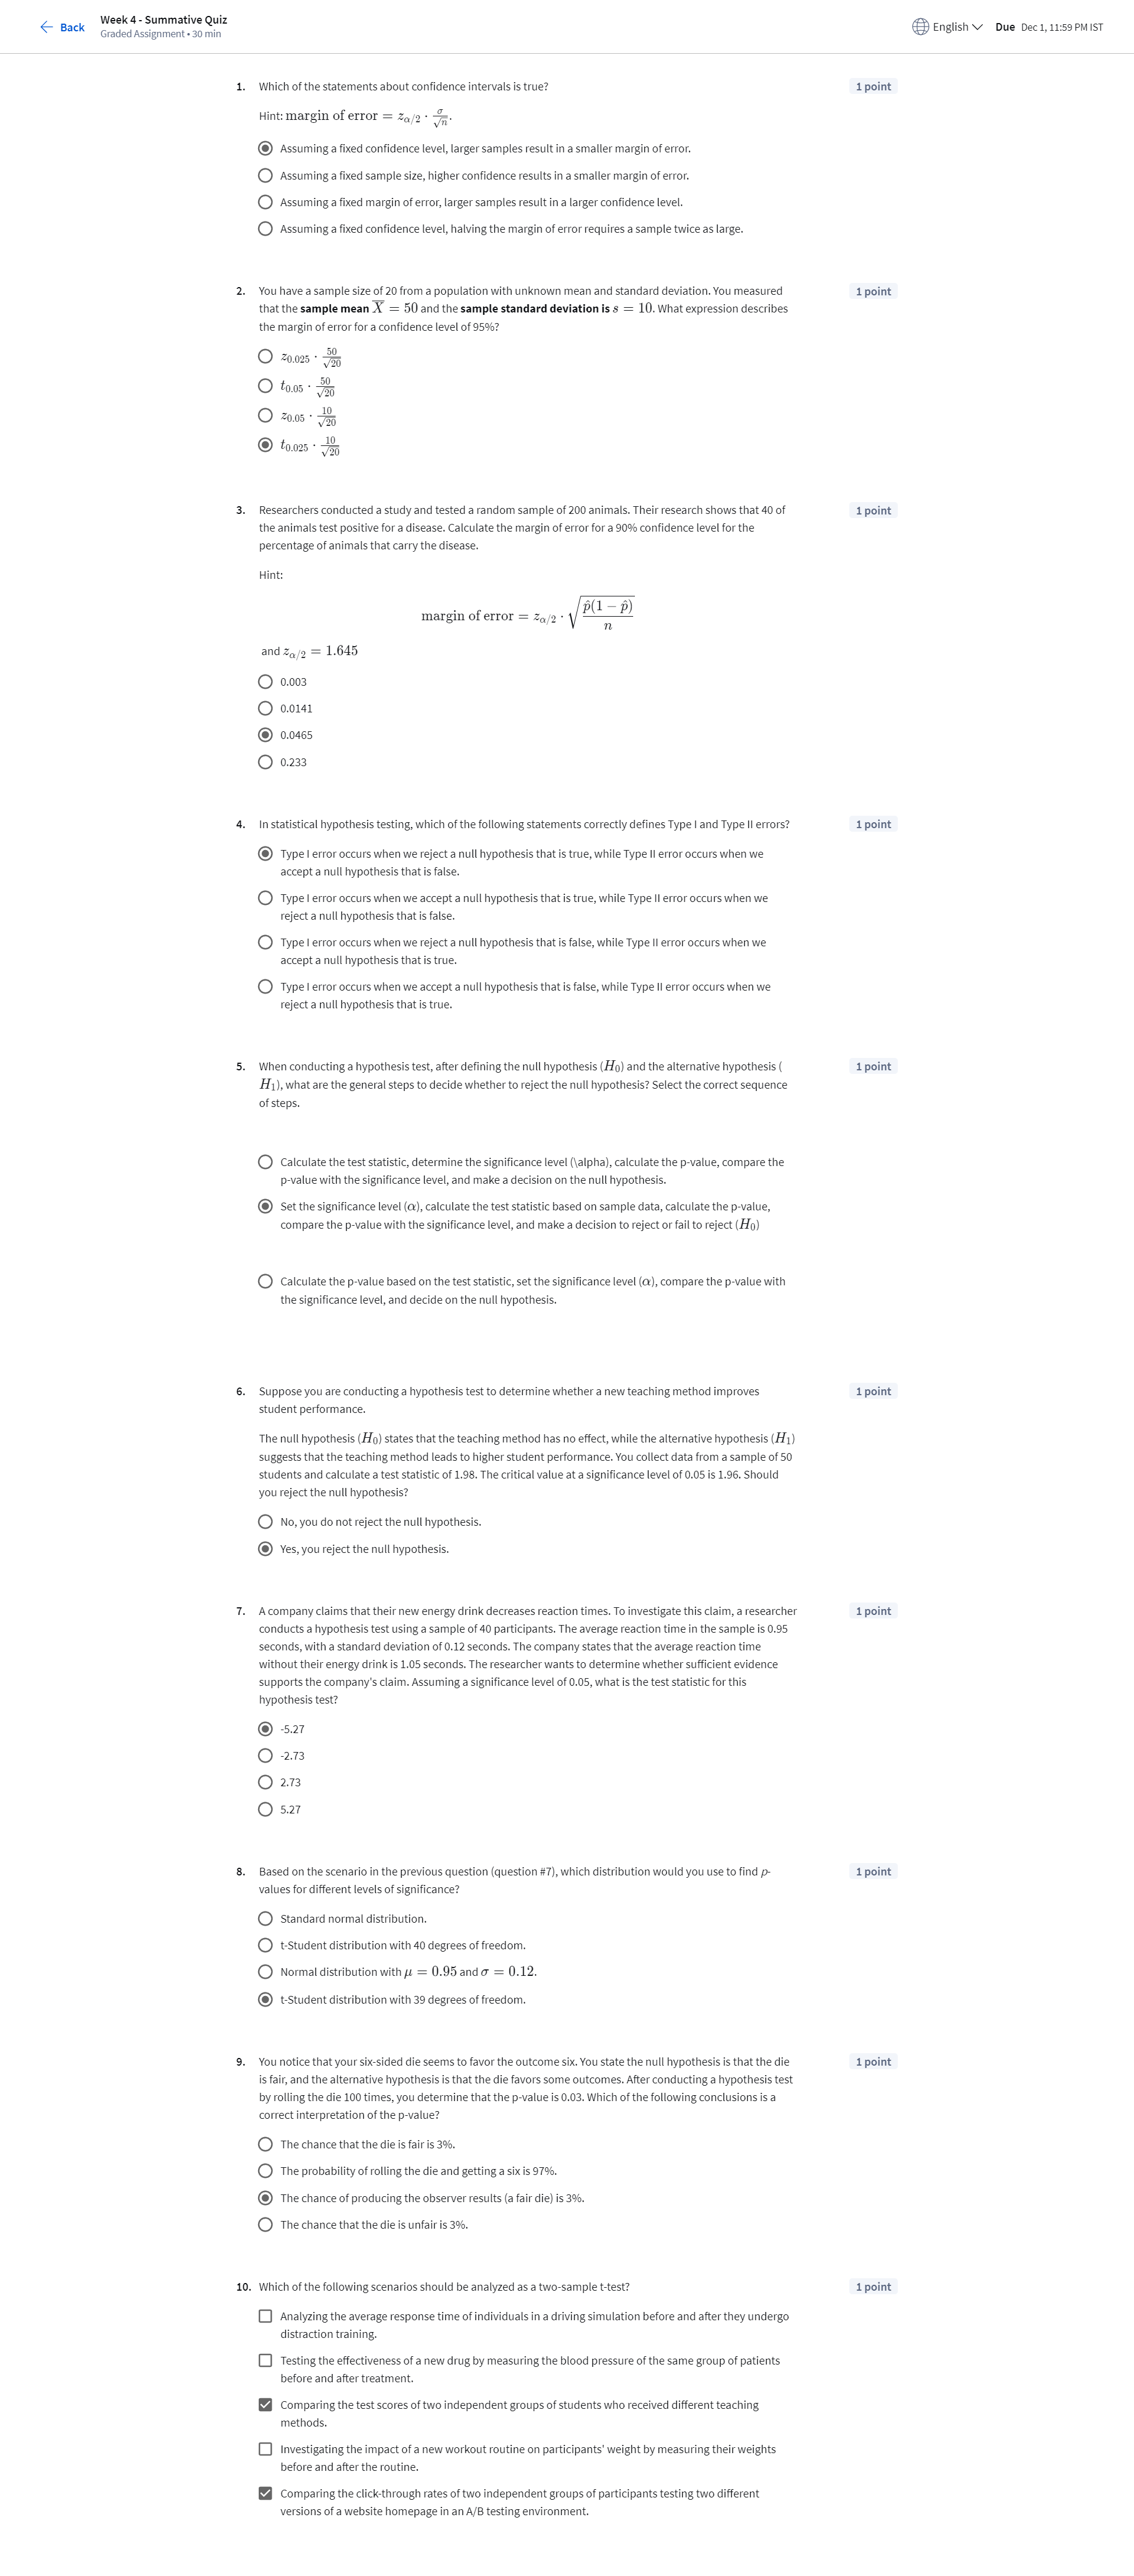 Back
Week 4 - Summative Quiz
Graded Assignment • 30 min
English
Due Dec 1, 11:59 PM IST
1. Which of the statements about confidence intervals is true?
1 point
Hint: margin of error = z_{α/2} · σ/√n.
Assuming a fixed confidence level, larger samples result in a smaller margin of error.
Assuming a fixed sample size, higher confidence results in a smaller margin of error.
Assuming a fixed margin of error, larger samples result in a larger confidence level.
Assuming a fixed confidence level, halving the margin of error requires a sample twice as large.
2. You have a sample size of 20 from a population with unknown mean and standard deviation. You measured
1 point
that the sample mean X̄ = 50 and the sample standard deviation is s = 10. What expression describes
the margin of error for a confidence level of 95%?
z_{0.025} · 50/√20
t_{0.05} · 50/√20
z_{0.05} · 10/√20
t_{0.025} · 10/√20
3. Researchers conducted a study and tested a random sample of 200 animals. Their research shows that 40 of
1 point
the animals test positive for a disease. Calculate the margin of error for a 90% confidence level for the
percentage of animals that carry the disease.
Hint:
margin of error = z_{α/2} · √(p̂(1 − p̂)/n)
and z_{α/2} = 1.645
0.003
0.0141
0.0465
0.233
4. In statistical hypothesis testing, which of the following statements correctly defines Type I and Type II errors?
1 point
Type I error occurs when we reject a null hypothesis that is true, while Type II error occurs when we
accept a null hypothesis that is false.
Type I error occurs when we accept a null hypothesis that is true, while Type II error occurs when we
reject a null hypothesis that is false.
Type I error occurs when we reject a null hypothesis that is false, while Type II error occurs when we
accept a null hypothesis that is true.
Type I error occurs when we accept a null hypothesis that is false, while Type II error occurs when we
reject a null hypothesis that is true.
5. When conducting a hypothesis test, after defining the null hypothesis (H₀) and the alternative hypothesis (
1 point
H₁), what are the general steps to decide whether to reject the null hypothesis? Select the correct sequence
of steps.
Calculate the test statistic, determine the significance level (\alpha), calculate the p-value, compare the
p-value with the significance level, and make a decision on the null hypothesis.
Set the significance level (α), calculate the test statistic based on sample data, calculate the p-value,
compare the p-value with the significance level, and make a decision to reject or fail to reject (H₀)
Calculate the p-value based on the test statistic, set the significance level (α), compare the p-value with
the significance level, and decide on the null hypothesis.
6. Suppose you are conducting a hypothesis test to determine whether a new teaching method improves
1 point
student performance.
The null hypothesis (H₀) states that the teaching method has no effect, while the alternative hypothesis (H₁)
suggests that the teaching method leads to higher student performance. You collect data from a sample of 50
students and calculate a test statistic of 1.98. The critical value at a significance level of 0.05 is 1.96. Should
you reject the null hypothesis?
No, you do not reject the null hypothesis.
Yes, you reject the null hypothesis.
7. A company claims that their new energy drink decreases reaction times. To investigate this claim, a researcher
1 point
conducts a hypothesis test using a sample of 40 participants. The average reaction time in the sample is 0.95
seconds, with a standard deviation of 0.12 seconds. The company states that the average reaction time
without their energy drink is 1.05 seconds. The researcher wants to determine whether sufficient evidence
supports the company's claim. Assuming a significance level of 0.05, what is the test statistic for this
hypothesis test?
-5.27
-2.73
2.73
5.27
8. Based on the scenario in the previous question (question #7), which distribution would you use to find p-
1 point
values for different levels of significance?
Standard normal distribution.
t-Student distribution with 40 degrees of freedom.
Normal distribution with μ = 0.95 and σ = 0.12.
t-Student distribution with 39 degrees of freedom.
9. You notice that your six-sided die seems to favor the outcome six. You state the null hypothesis is that the die
1 point
is fair, and the alternative hypothesis is that the die favors some outcomes. After conducting a hypothesis test
by rolling the die 100 times, you determine that the p-value is 0.03. Which of the following conclusions is a
correct interpretation of the p-value?
The chance that the die is fair is 3%.
The probability of rolling the die and getting a six is 97%.
The chance of producing the observer results (a fair die) is 3%.
The chance that the die is unfair is 3%.
10. Which of the following scenarios should be analyzed as a two-sample t-test?
1 point
Analyzing the average response time of individuals in a driving simulation before and after they undergo
distraction training.
Testing the effectiveness of a new drug by measuring the blood pressure of the same group of patients
before and after treatment.
Comparing the test scores of two independent groups of students who received different teaching
methods.
Investigating the impact of a new workout routine on participants' weight by measuring their weights
before and after the routine.
Comparing the click-through rates of two independent groups of participants testing two different
versions of a website homepage in an A/B testing environment.